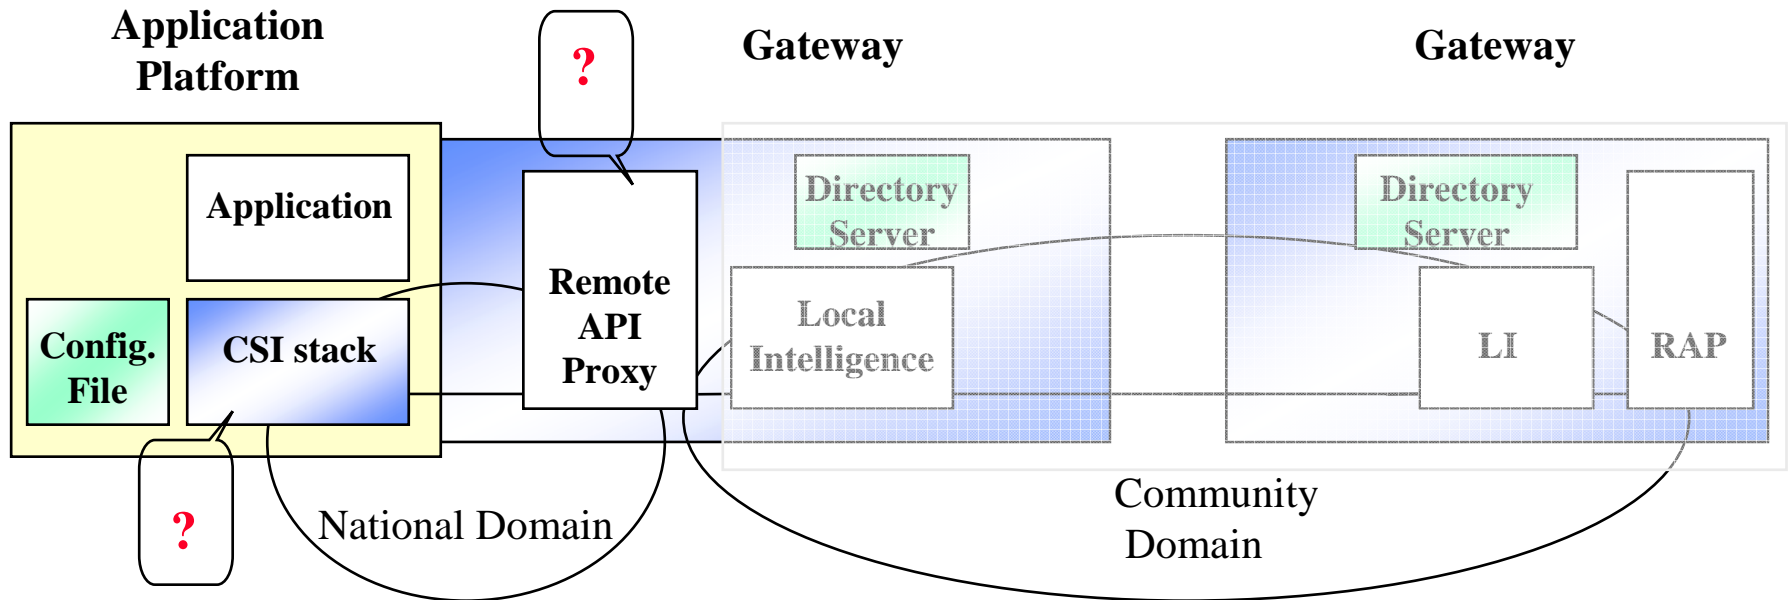 Application
Platform
?
Gateway
Gateway
Application
Directory
Server
Directory
Server
Remote
API
Proxy
Local
Intelligence
LI
RAP
Config.
File
CSI stack
?
National Domain
Community
Domain